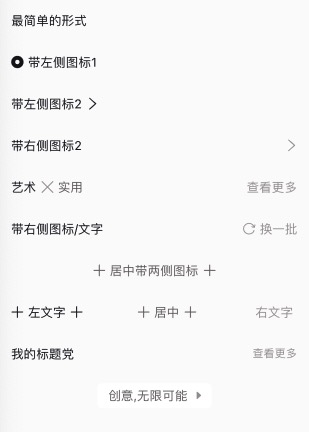 最简单的形式
带左侧图标1
带左侧图标2
带右侧图标2
艺术 实用 查看更多
带右侧图标/文字 换一批
居中带两侧图标
左文字 居中 右文字
我的标题党 查看更多
创意,无限可能